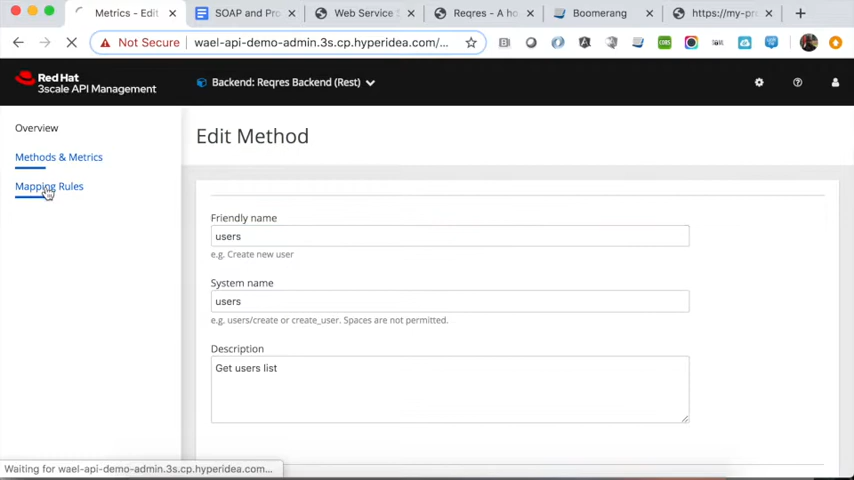 Metrics - Edit
SOAP and Pro
Web Service
Reqres - A ho
Boomerang
https://my-pr
Not Secure
wael-api-demo-admin.3s.cp.hyperidea.com/...
Red Hat
3scale API Management
Backend: Reqres Backend (Rest)
Overview
Methods & Metrics
Mapping Rules
Edit Method
Friendly name
users
e.g. Create new user
System name
users
e.g. users/create or create_user. Spaces are not permitted.
Description
Get users list
Waiting for wael-api-demo-admin.3s.cp.hyperidea.com...